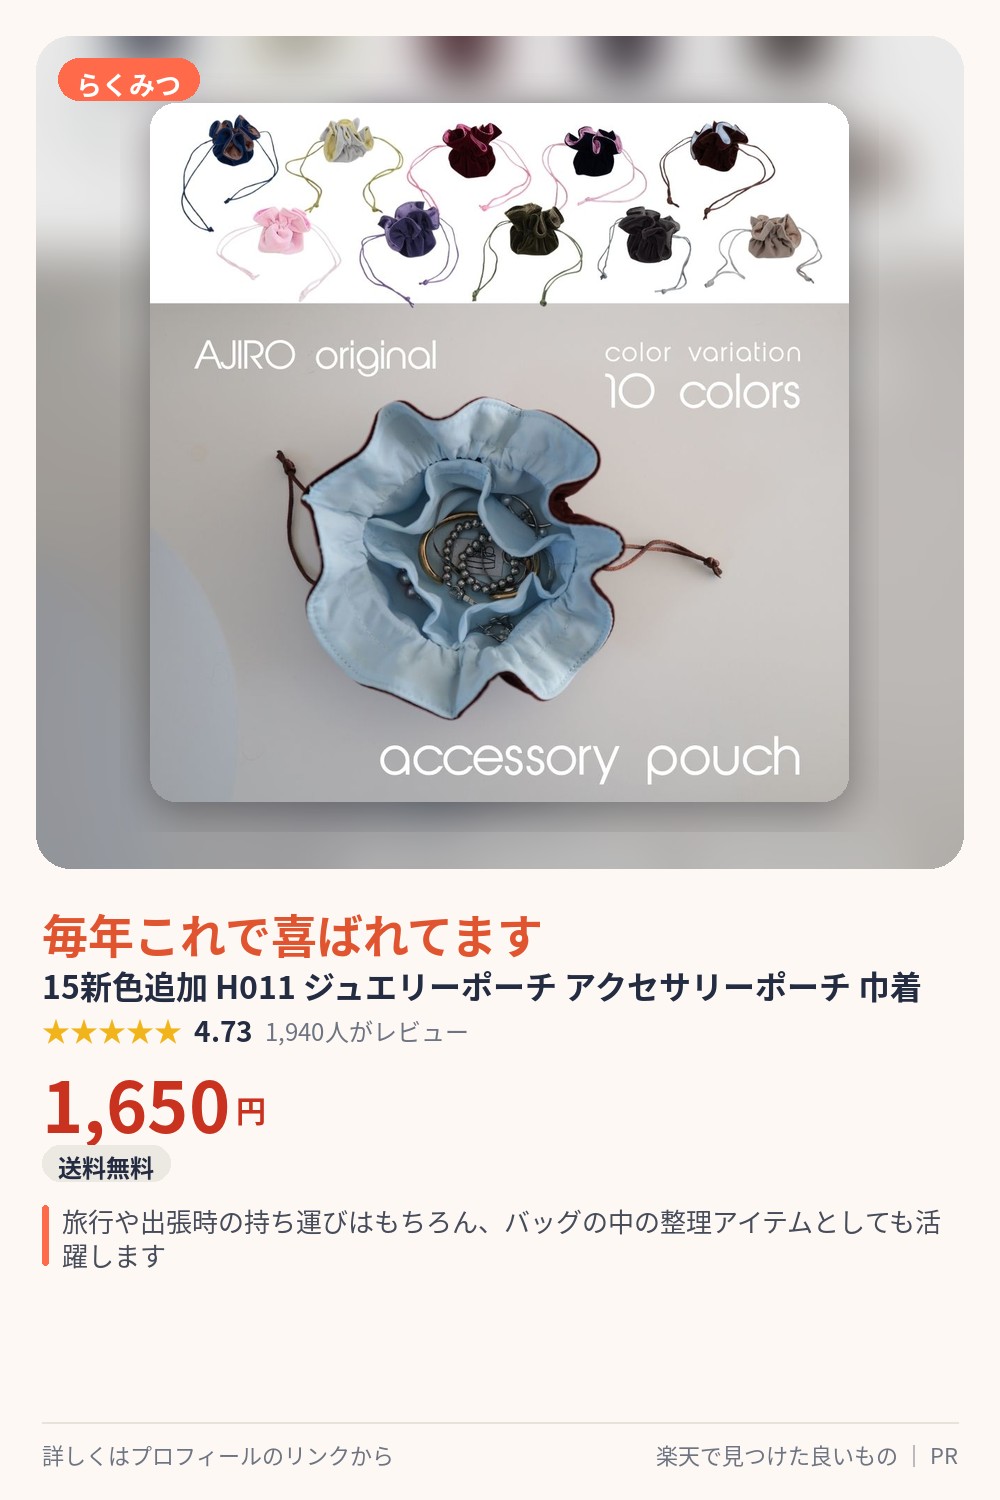 らくみつ
AJIRO original
color variation
10 colors
accessory pouch
毎年これで喜ばれてます
15新色追加 H011 ジュエリーポーチ アクセサリーポーチ 巾着
★★★★★ 4.73 1,940人がレビュー
1,650円
送料無料
旅行や出張時の持ち運びはもちろん、バッグの中の整理アイテムとしても活
躍します
詳しくはプロフィールのリンクから
楽天で見つけた良いもの ｜ PR